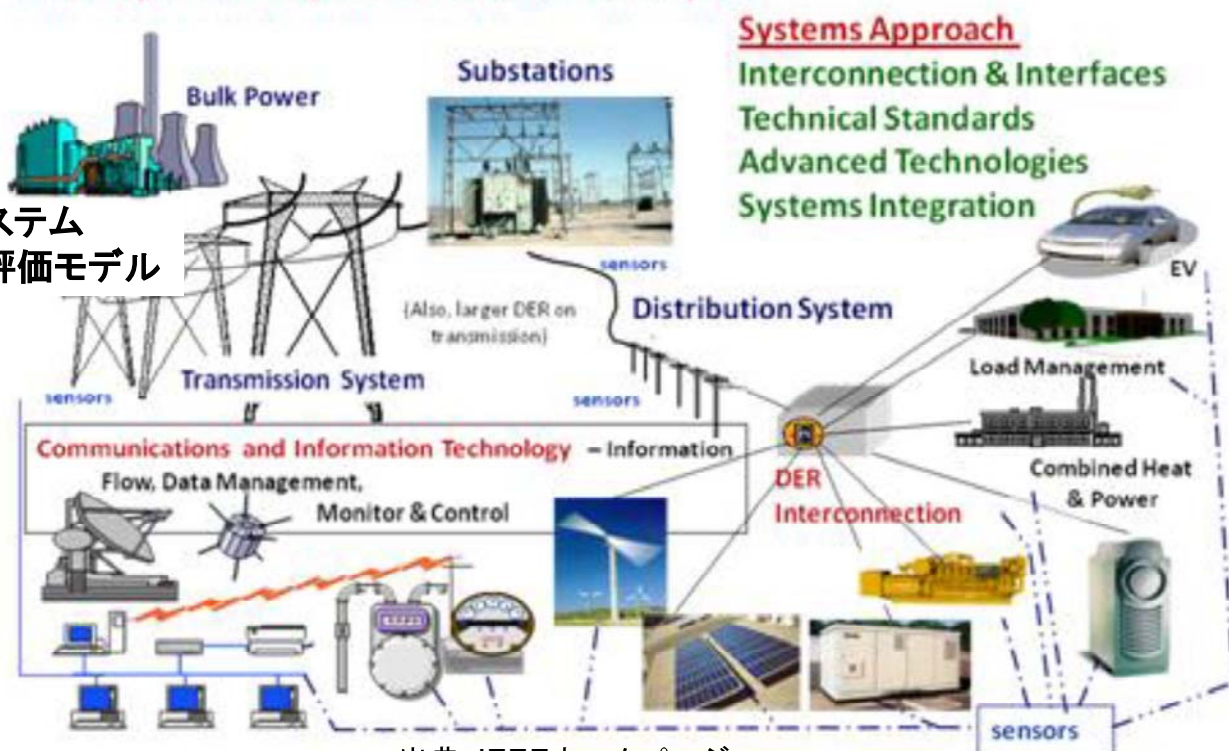 Systems Approach
Interconnection & Interfaces
Technical Standards
Advanced Technologies
Systems Integration
Bulk Power
Substations
ステム
評価モデル
sensors
EV
(Also, larger DER on
transmission)
Distribution System
Load Management
Transmission System
sensors
sensors
Communications and Information Technology – Information
Flow, Data Management,
Monitor & Control
DER
Interconnection
Combined Heat
& Power
sensors